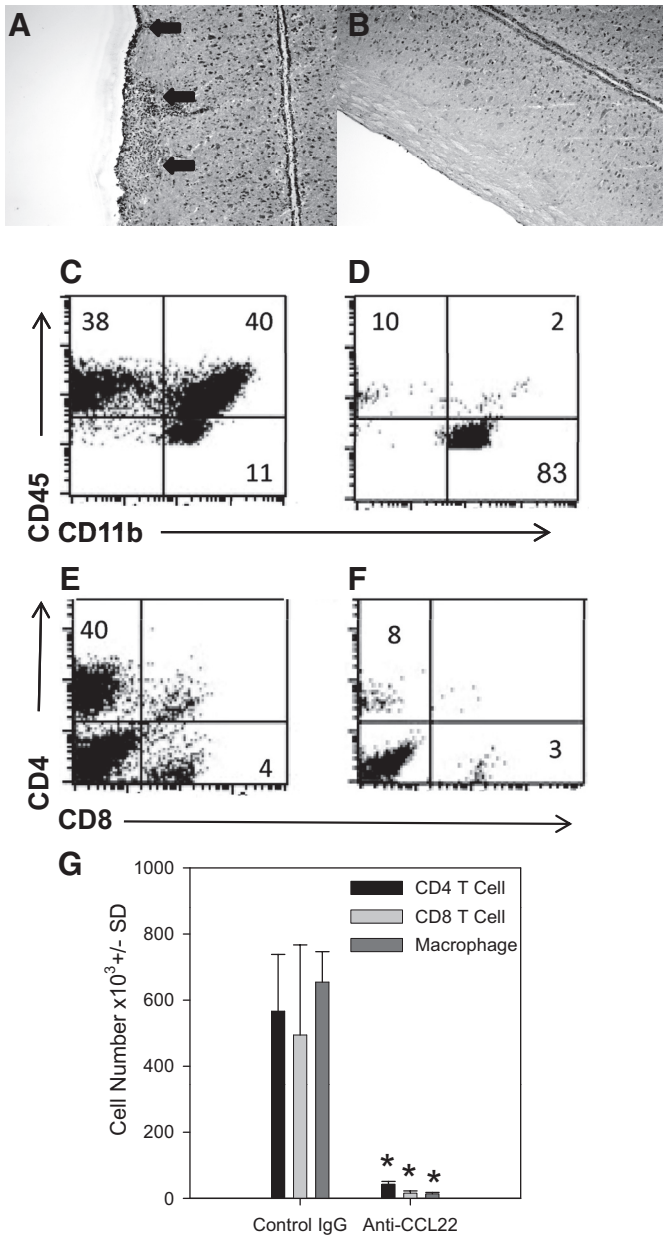 A B
C D
38 40 10 2
11 83
CD45
CD11b
E F
40 8
4 3
CD4
CD8
G
1000
800
600
400
200
0
Cell Number x10³+/- SD
CD4 T Cell
CD8 T Cell
Macrophage
* * *
Control IgG Anti-CCL22